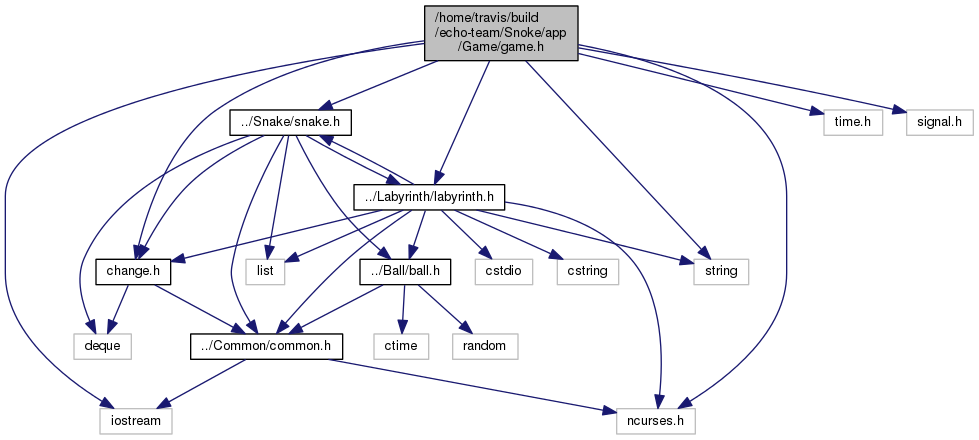 /home/travis/build
/echo-team/Snoke/app
/Game/game.h
../Snake/snake.h
time.h
signal.h
../Labyrinth/labyrinth.h
change.h
list
../Ball/ball.h
cstdio
cstring
string
deque
../Common/common.h
ctime
random
iostream
ncurses.h